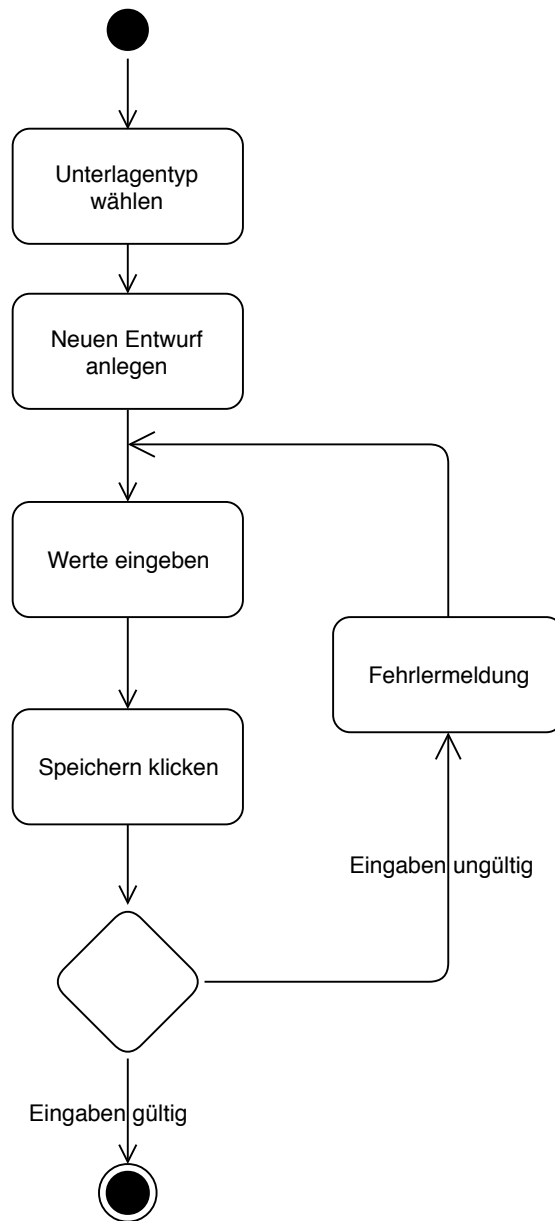 Unterlagentyp
wählen
Neuen Entwurf
anlegen
Werte eingeben
Fehrlermeldung
Speichern klicken
Eingaben ungültig
Eingaben gültig